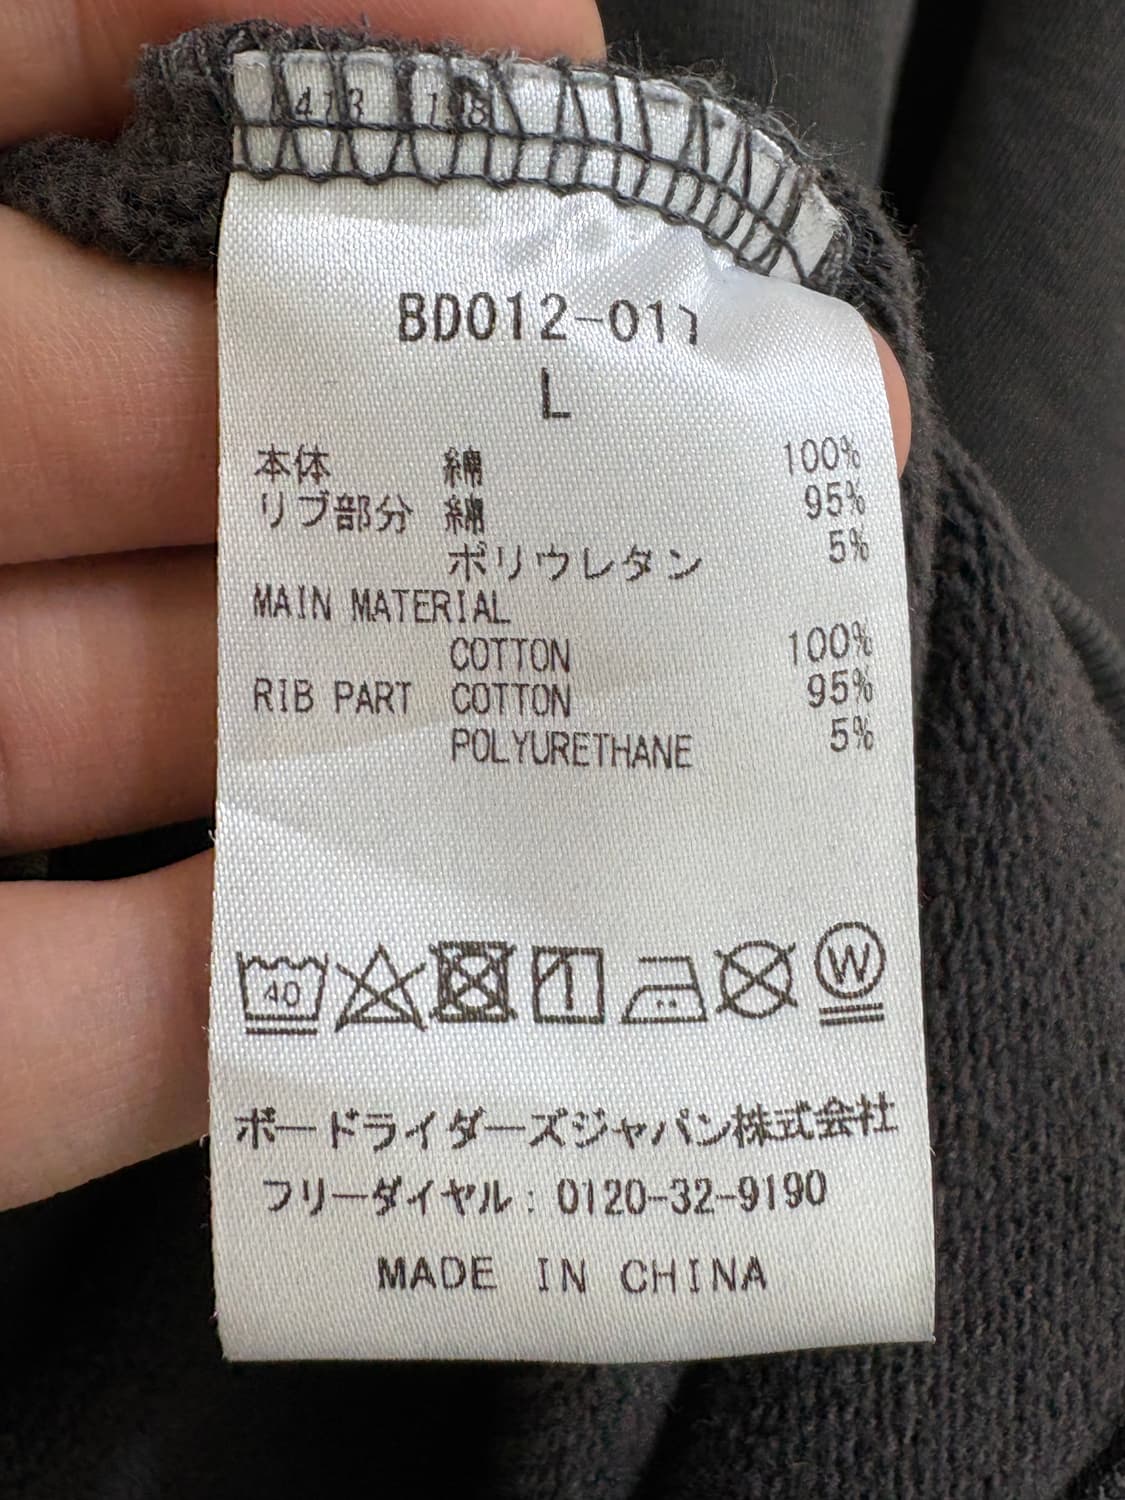 413 198
BD012-011
L
本体 綿 100%
リブ部分 綿 95%
ポリウレタン 5%
MAIN MATERIAL
COTTON 100%
RIB PART COTTON 95%
POLYURETHANE 5%
40
W
ボードライダーズジャパン株式会社
フリーダイヤル: 0120-32-9190
MADE IN CHINA